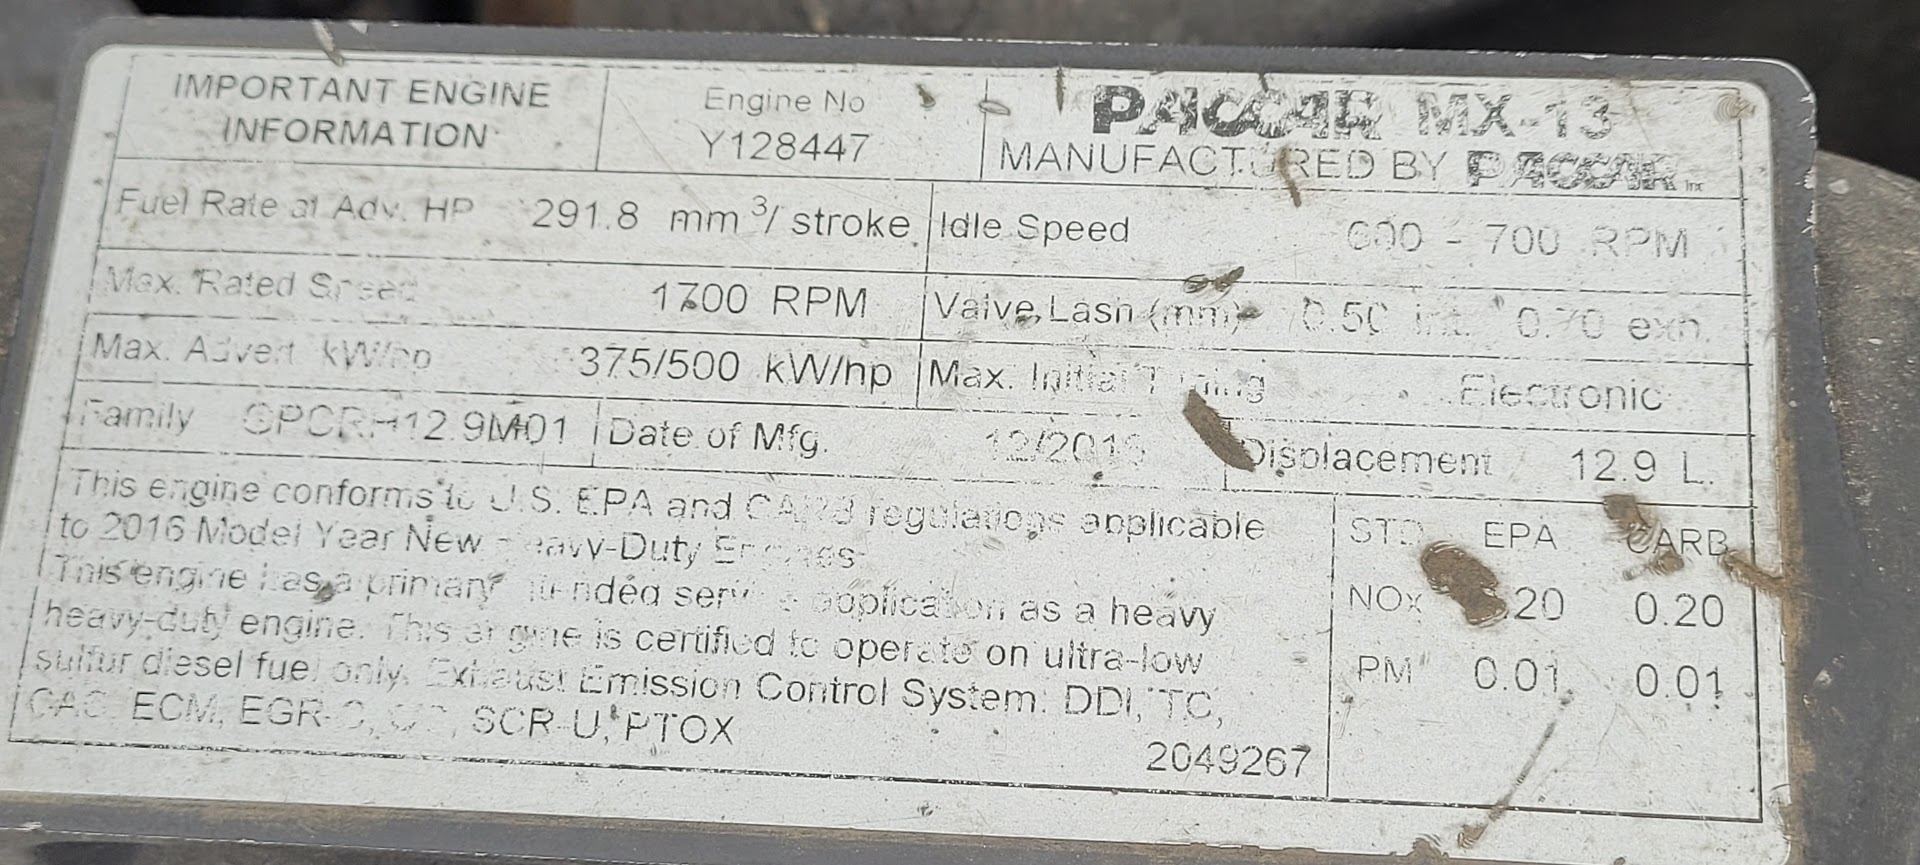 IMPORTANT ENGINE
INFORMATION
Engine No
Y128447
PACCAR MX-13
MANUFACTURED BY PACCAR Inc
Fuel Rate at Adv. HP 291.8 mm³/ stroke
Idle Speed 600 - 700 RPM
Max. Rated Speed 1700 RPM
Valve Lash (mm) 0.50 int. 0.70 exh.
Max. Advert kW/hp 375/500 kW/hp
Max. Initial Timing Electronic
Family GPCRH12.9M01
Date of Mfg. 12/2016
Displacement 12.9 L.
This engine conforms to U.S. EPA and CARB regulations applicable
to 2016 Model Year New Heavy-Duty Engines
This engine has a primary intended service application as a heavy
heavy-duty engine. This engine is certified to operate on ultra-low
sulfur diesel fuel only. Exhaust Emission Control System: DDI, TC,
CAC, ECM, EGR-C, SCR-U, PTOX
2049267
STD EPA CARB
NOx 0.20 0.20
PM 0.01 0.01